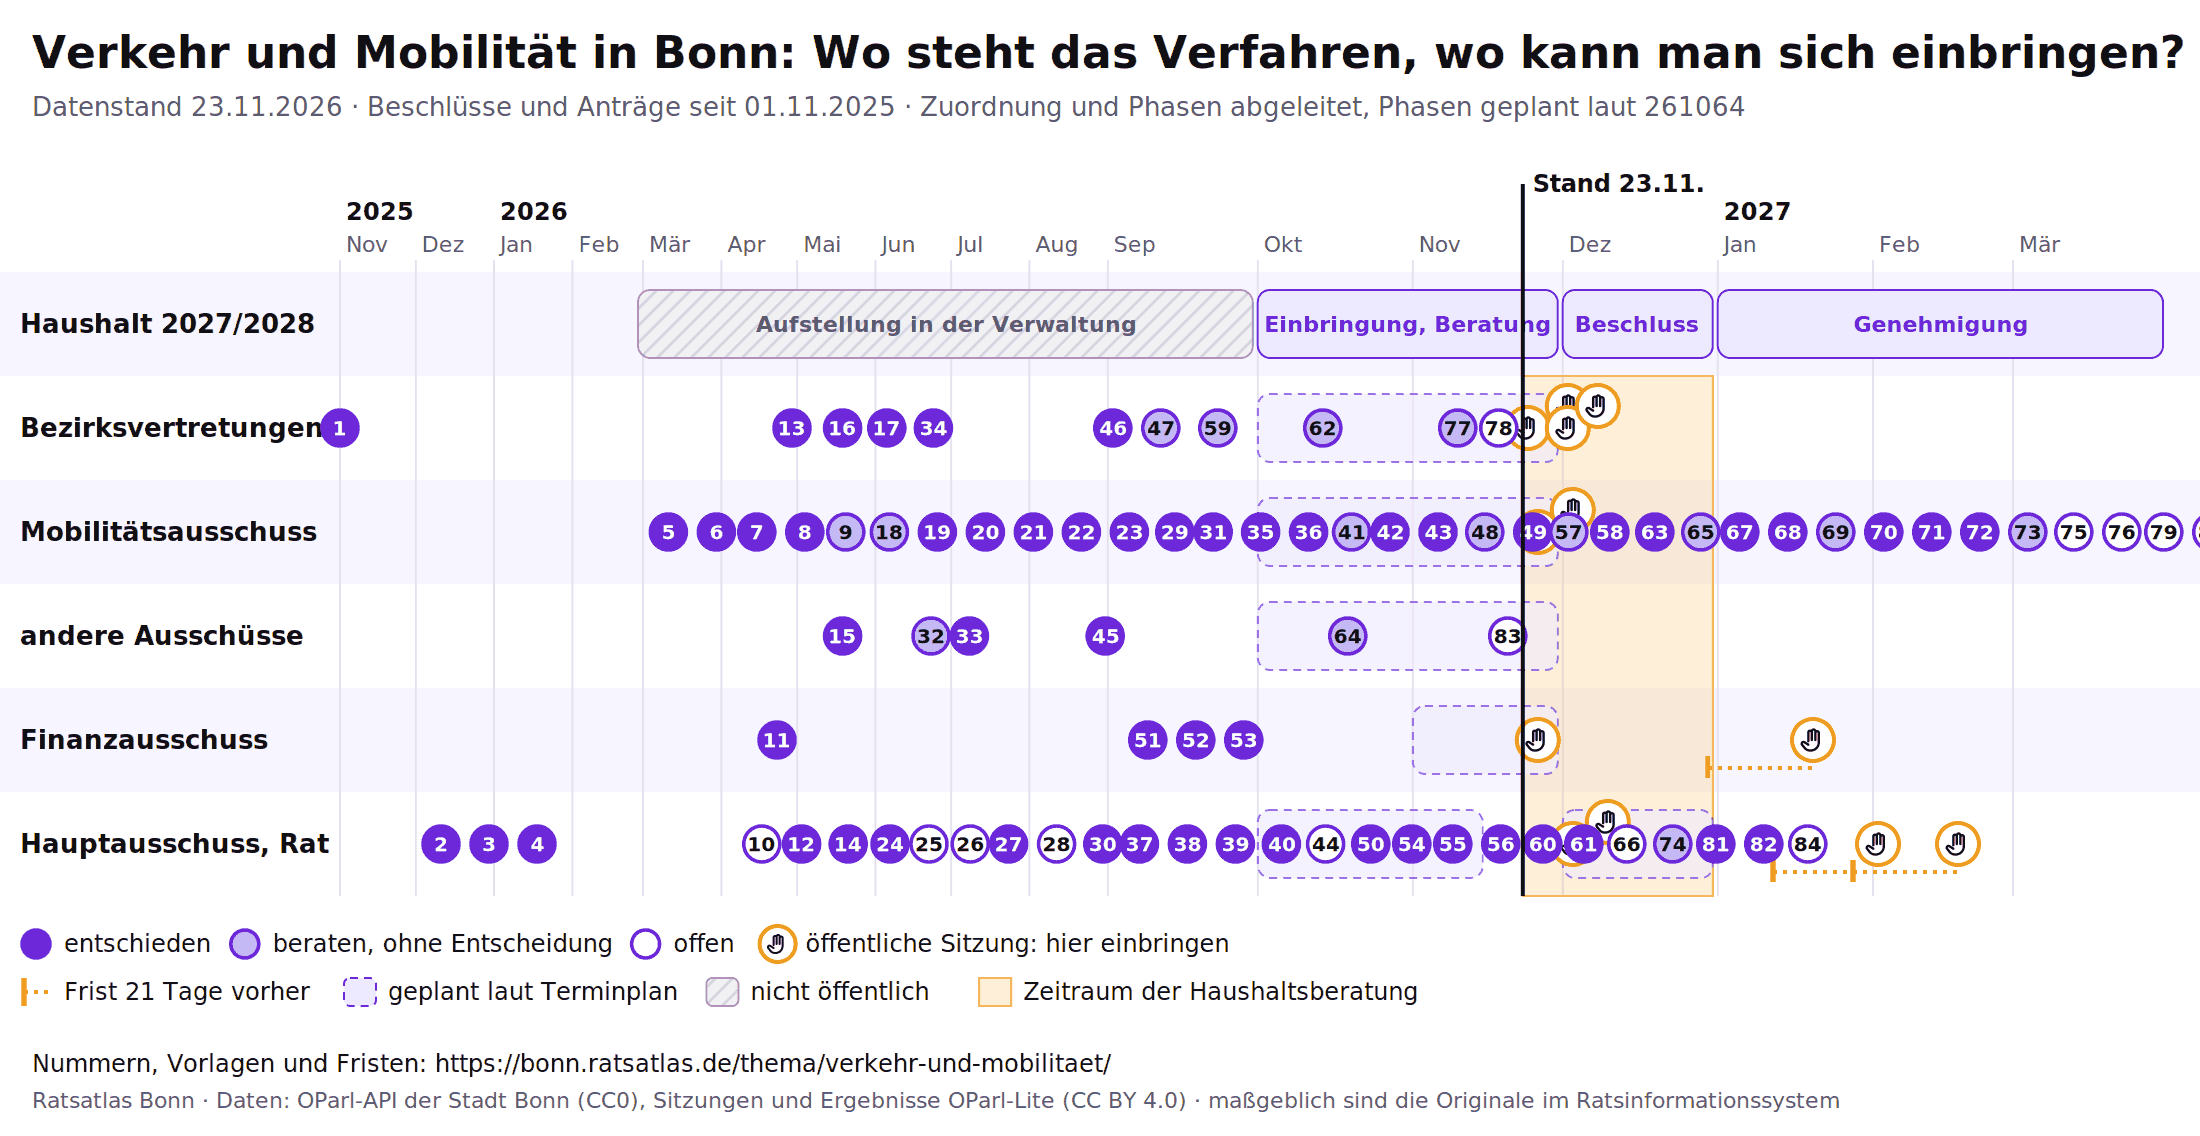 Verkehr und Mobilität in Bonn: Wo steht das Verfahren, wo kann man sich einbringen?
Datenstand 23.11.2026 · Beschlüsse und Anträge seit 01.11.2025 · Zuordnung und Phasen abgeleitet, Phasen geplant laut 261064
Stand 23.11.
2025 2026 2027
Nov Dez Jan Feb Mär Apr Mai Jun Jul Aug Sep Okt Nov Dez Jan Feb Mär
Haushalt 2027/2028 Aufstellung in der Verwaltung Einbringung, Beratung Beschluss Genehmigung
Bezirksvertretungen 1 13 16 17 34 46 47 59 62 77 78
Mobilitätsausschuss 5 6 7 8 9 18 19 20 21 22 23 29 31 35 36 41 42 43 48 49 57 58 63 65 67 68 69 70 71 72 73 75 76 79
andere Ausschüsse 15 32 33 45 64 83
Finanzausschuss 11 51 52 53
Hauptausschuss, Rat 2 3 4 10 12 14 24 25 26 27 28 30 37 38 39 40 44 50 54 55 56 60 61 66 74 81 82 84
entschieden beraten, ohne Entscheidung offen öffentliche Sitzung: hier einbringen
Frist 21 Tage vorher geplant laut Terminplan nicht öffentlich Zeitraum der Haushaltsberatung
Nummern, Vorlagen und Fristen: https://bonn.ratsatlas.de/thema/verkehr-und-mobilitaet/
Ratsatlas Bonn · Daten: OParl-API der Stadt Bonn (CC0), Sitzungen und Ergebnisse OParl-Lite (CC BY 4.0) · maßgeblich sind die Originale im Ratsinformationssystem